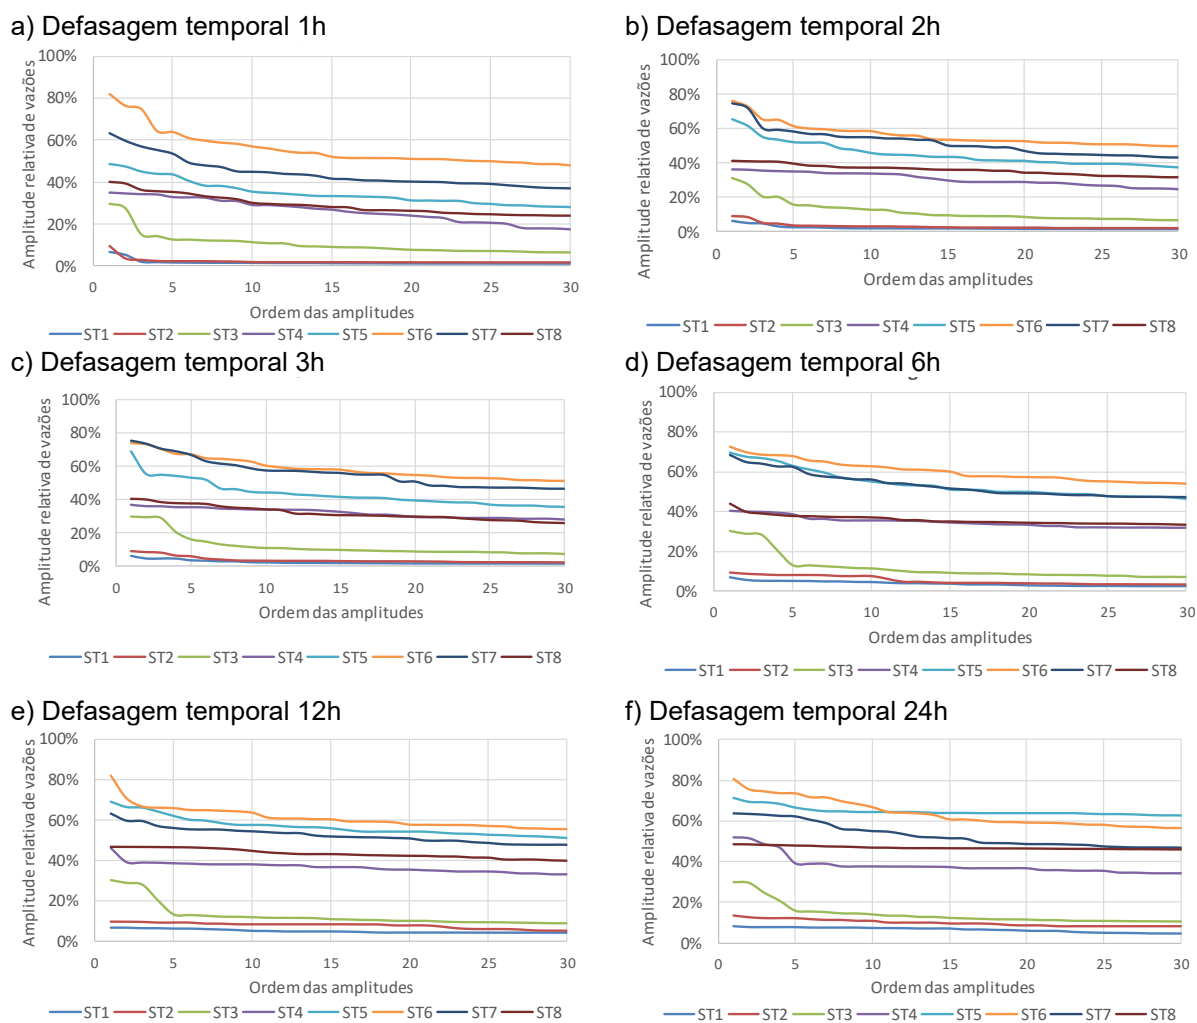 a) Defasagem temporal 1h
Amplitude relativa de vazões
100%
80%
60%
40%
20%
0%
0 5 10 15 20 25 30
Ordem das amplitudes
ST1 ST2 ST3 ST4 ST5 ST6 ST7 ST8
b) Defasagem temporal 2h
Amplitude relativa de vazões
100%
80%
60%
40%
20%
0%
0 5 10 15 20 25 30
Ordem das amplitudes
ST1 ST2 ST3 ST4 ST5 ST6 ST7 ST8
c) Defasagem temporal 3h
Amplitude relativa de vazões
100%
80%
60%
40%
20%
0%
0 5 10 15 20 25 30
Ordem das amplitudes
ST1 ST2 ST3 ST4 ST5 ST6 ST7 ST8
d) Defasagem temporal 6h
Amplitude relativa de vazões
100%
80%
60%
40%
20%
0%
0 5 10 15 20 25 30
Ordem das amplitudes
ST1 ST2 ST3 ST4 ST5 ST6 ST7 ST8
e) Defasagem temporal 12h
Amplitude relativa de vazões
100%
80%
60%
40%
20%
0%
0 5 10 15 20 25 30
Ordem das amplitudes
ST1 ST2 ST3 ST4 ST5 ST6 ST7 ST8
f) Defasagem temporal 24h
Amplitude relativa de vazões
100%
80%
60%
40%
20%
0%
0 5 10 15 20 25 30
Ordem das amplitudes
ST1 ST2 ST3 ST4 ST5 ST6 ST7 ST8